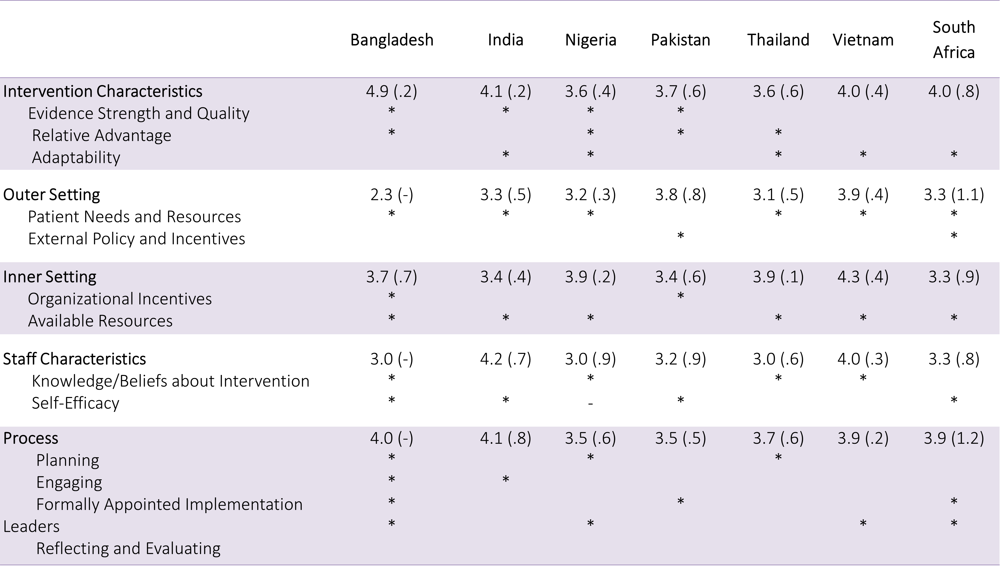 Bangladesh India Nigeria Pakistan Thailand Vietnam South Africa
Intervention Characteristics 4.9 (.2) 4.1 (.2) 3.6 (.4) 3.7 (.6) 3.6 (.6) 4.0 (.4) 4.0 (.8)
Evidence Strength and Quality * * * *
Relative Advantage * * * *
Adaptability * * * * *
Outer Setting 2.3 (-) 3.3 (.5) 3.2 (.3) 3.8 (.8) 3.1 (.5) 3.9 (.4) 3.3 (1.1)
Patient Needs and Resources * * * * * *
External Policy and Incentives * *
Inner Setting 3.7 (.7) 3.4 (.4) 3.9 (.2) 3.4 (.6) 3.9 (.1) 4.3 (.4) 3.3 (.9)
Organizational Incentives * *
Available Resources * * * * * *
Staff Characteristics 3.0 (-) 4.2 (.7) 3.0 (.9) 3.2 (.9) 3.0 (.6) 4.0 (.3) 3.3 (.8)
Knowledge/Beliefs about Intervention * * * *
Self-Efficacy * * - * *
Process 4.0 (-) 4.1 (.8) 3.5 (.6) 3.5 (.5) 3.7 (.6) 3.9 (.2) 3.9 (1.2)
Planning * * *
Engaging * *
Formally Appointed Implementation * * *
Leaders * * * *
Reflecting and Evaluating